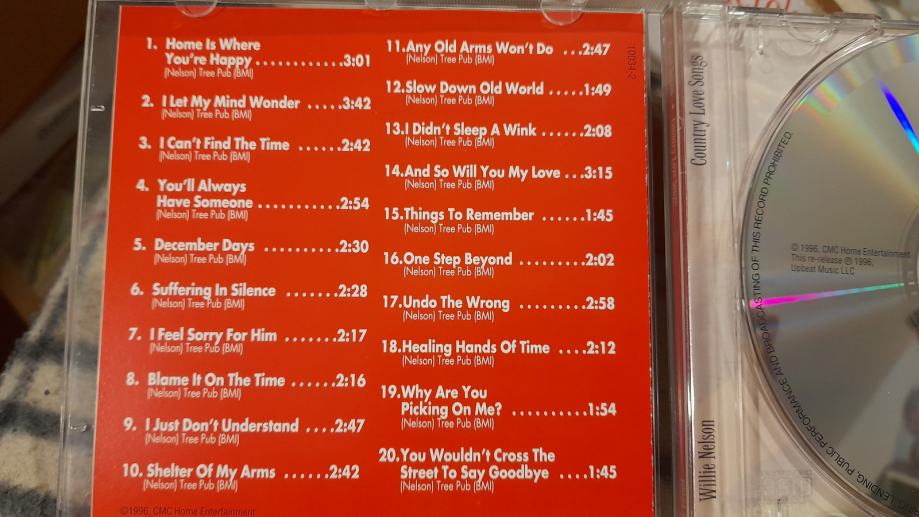 1. Home Is Where
You're Happy............3:01
(Nelson) Tree Pub (BMI)
2. I Let My Mind Wonder .....3:42
(Nelson) Tree Pub (BMI)
3. I Can't Find The Time ......2:42
(Nelson) Tree Pub (BMI)
4. You'll Always
Have Someone ...............2:54
(Nelson) Tree Pub (BMI)
5. December Days ...........2:30
(Nelson) Tree Pub (BMI)
6. Suffering In Silence .......2:28
(Nelson) Tree Pub (BMI)
7. I Feel Sorry For Him .....2:17
(Nelson) Tree Pub (BMI)
8. Blame It On The Time ......2:16
(Nelson) Tree Pub (BMI)
9. I Just Don't Understand ....2:47
(Nelson) Tree Pub (BMI)
10. Shelter Of My Arms ......2:42
(Nelson) Tree Pub (BMI)
©1996, CMC Home Entertainment
11.Any Old Arms Won't Do ...2:47
(Nelson) Tree Pub (BMI)
12.Slow Down Old World .....1:49
(Nelson) Tree Pub (BMI)
13.I Didn't Sleep A Wink .....2:08
(Nelson) Tree Pub (BMI)
14.And So Will You My Love ...3:15
(Nelson) Tree Pub (BMI)
15.Things To Remember ......1:45
(Nelson) Tree Pub (BMI)
16.One Step Beyond ........2:02
(Nelson) Tree Pub (BMI)
17.Undo The Wrong .......2:58
(Nelson) Tree Pub (BMI)
18.Healing Hands Of Time ....2:12
(Nelson) Tree Pub (BMI)
19.Why Are You
Picking On Me? ..........1:54
(Nelson) Tree Pub (BMI)
20.You Wouldn't Cross The
Street To Say Goodbye ....1:45
(Nelson) Tree Pub (BMI)
10034-2
Country Love Songs
Willie Nelson
LENDING, PUBLIC PERFORMANCE AND BROADCASTING OF THIS RECORD PROHIBITED.
© 1996, CMC Home Entertainment
This re-release ℗ 1996,
Upbeat Music LLC